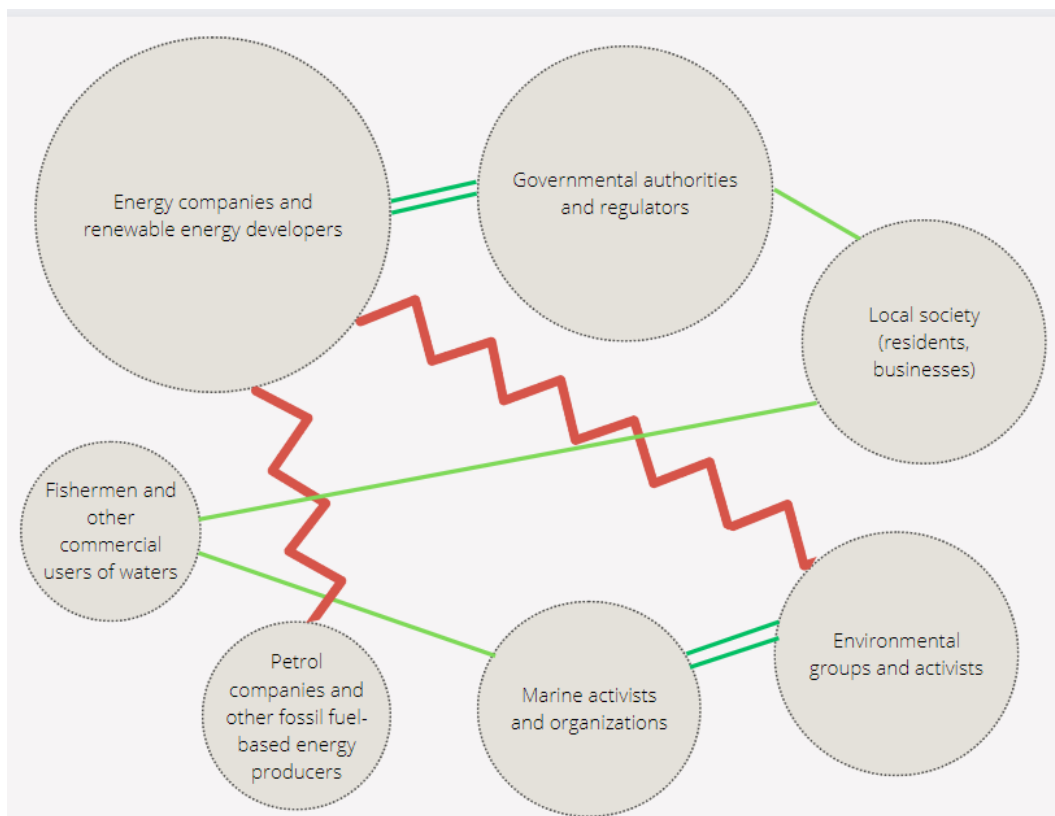 Energy companies and
renewable energy developers
Governmental authorities
and regulators
Local society
(residents,
businesses)
Fishermen and
other
commercial
users of waters
Petrol
companies and
other fossil fuel-
based energy
producers
Marine activists
and organizations
Environmental
groups and activists